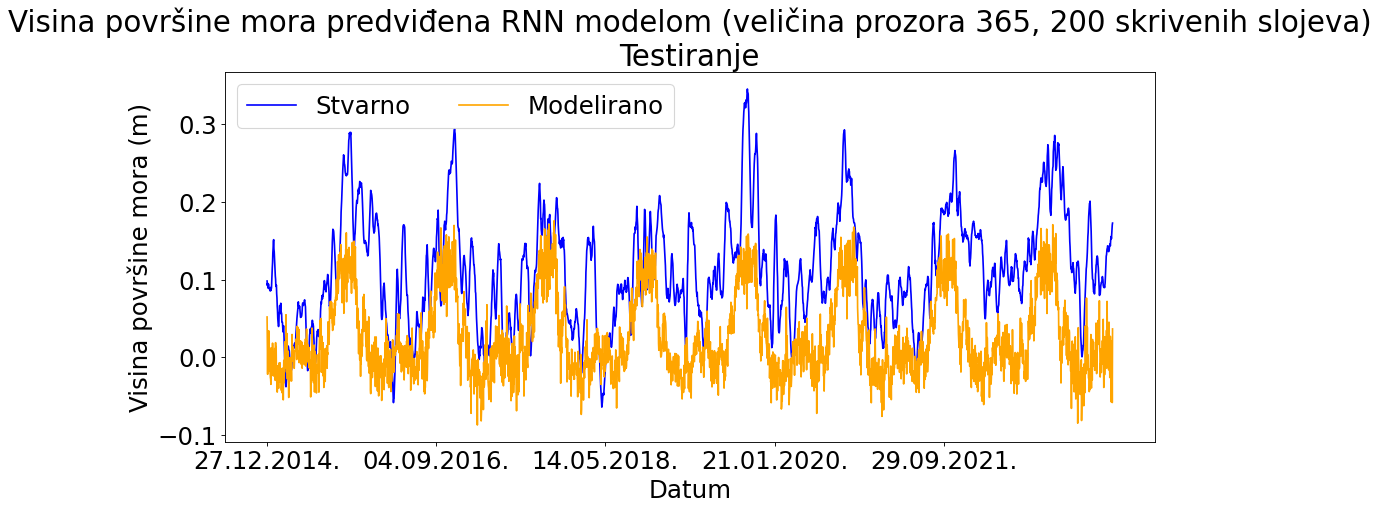 Visina površine mora predviđena RNN modelom (veličina prozora 365, 200 skrivenih slojeva)
Testiranje
Stvarno Modelirano
Visina površine mora (m)
0.3
0.2
0.1
0.0
−0.1
27.12.2014. 04.09.2016. 14.05.2018. 21.01.2020. 29.09.2021.
Datum